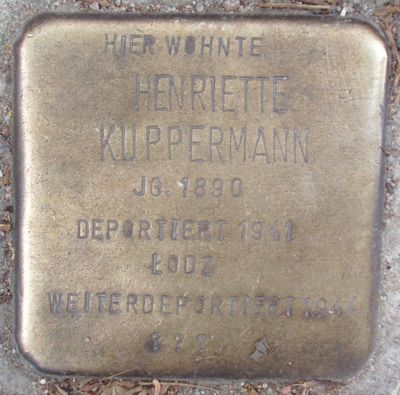 HIER WOHNTE
HENRIETTE
KUPPERMANN
JG. 1890
DEPORTIERT 1941
ŁODZ
WEITERDEPORTIERT 1944
? ? ?